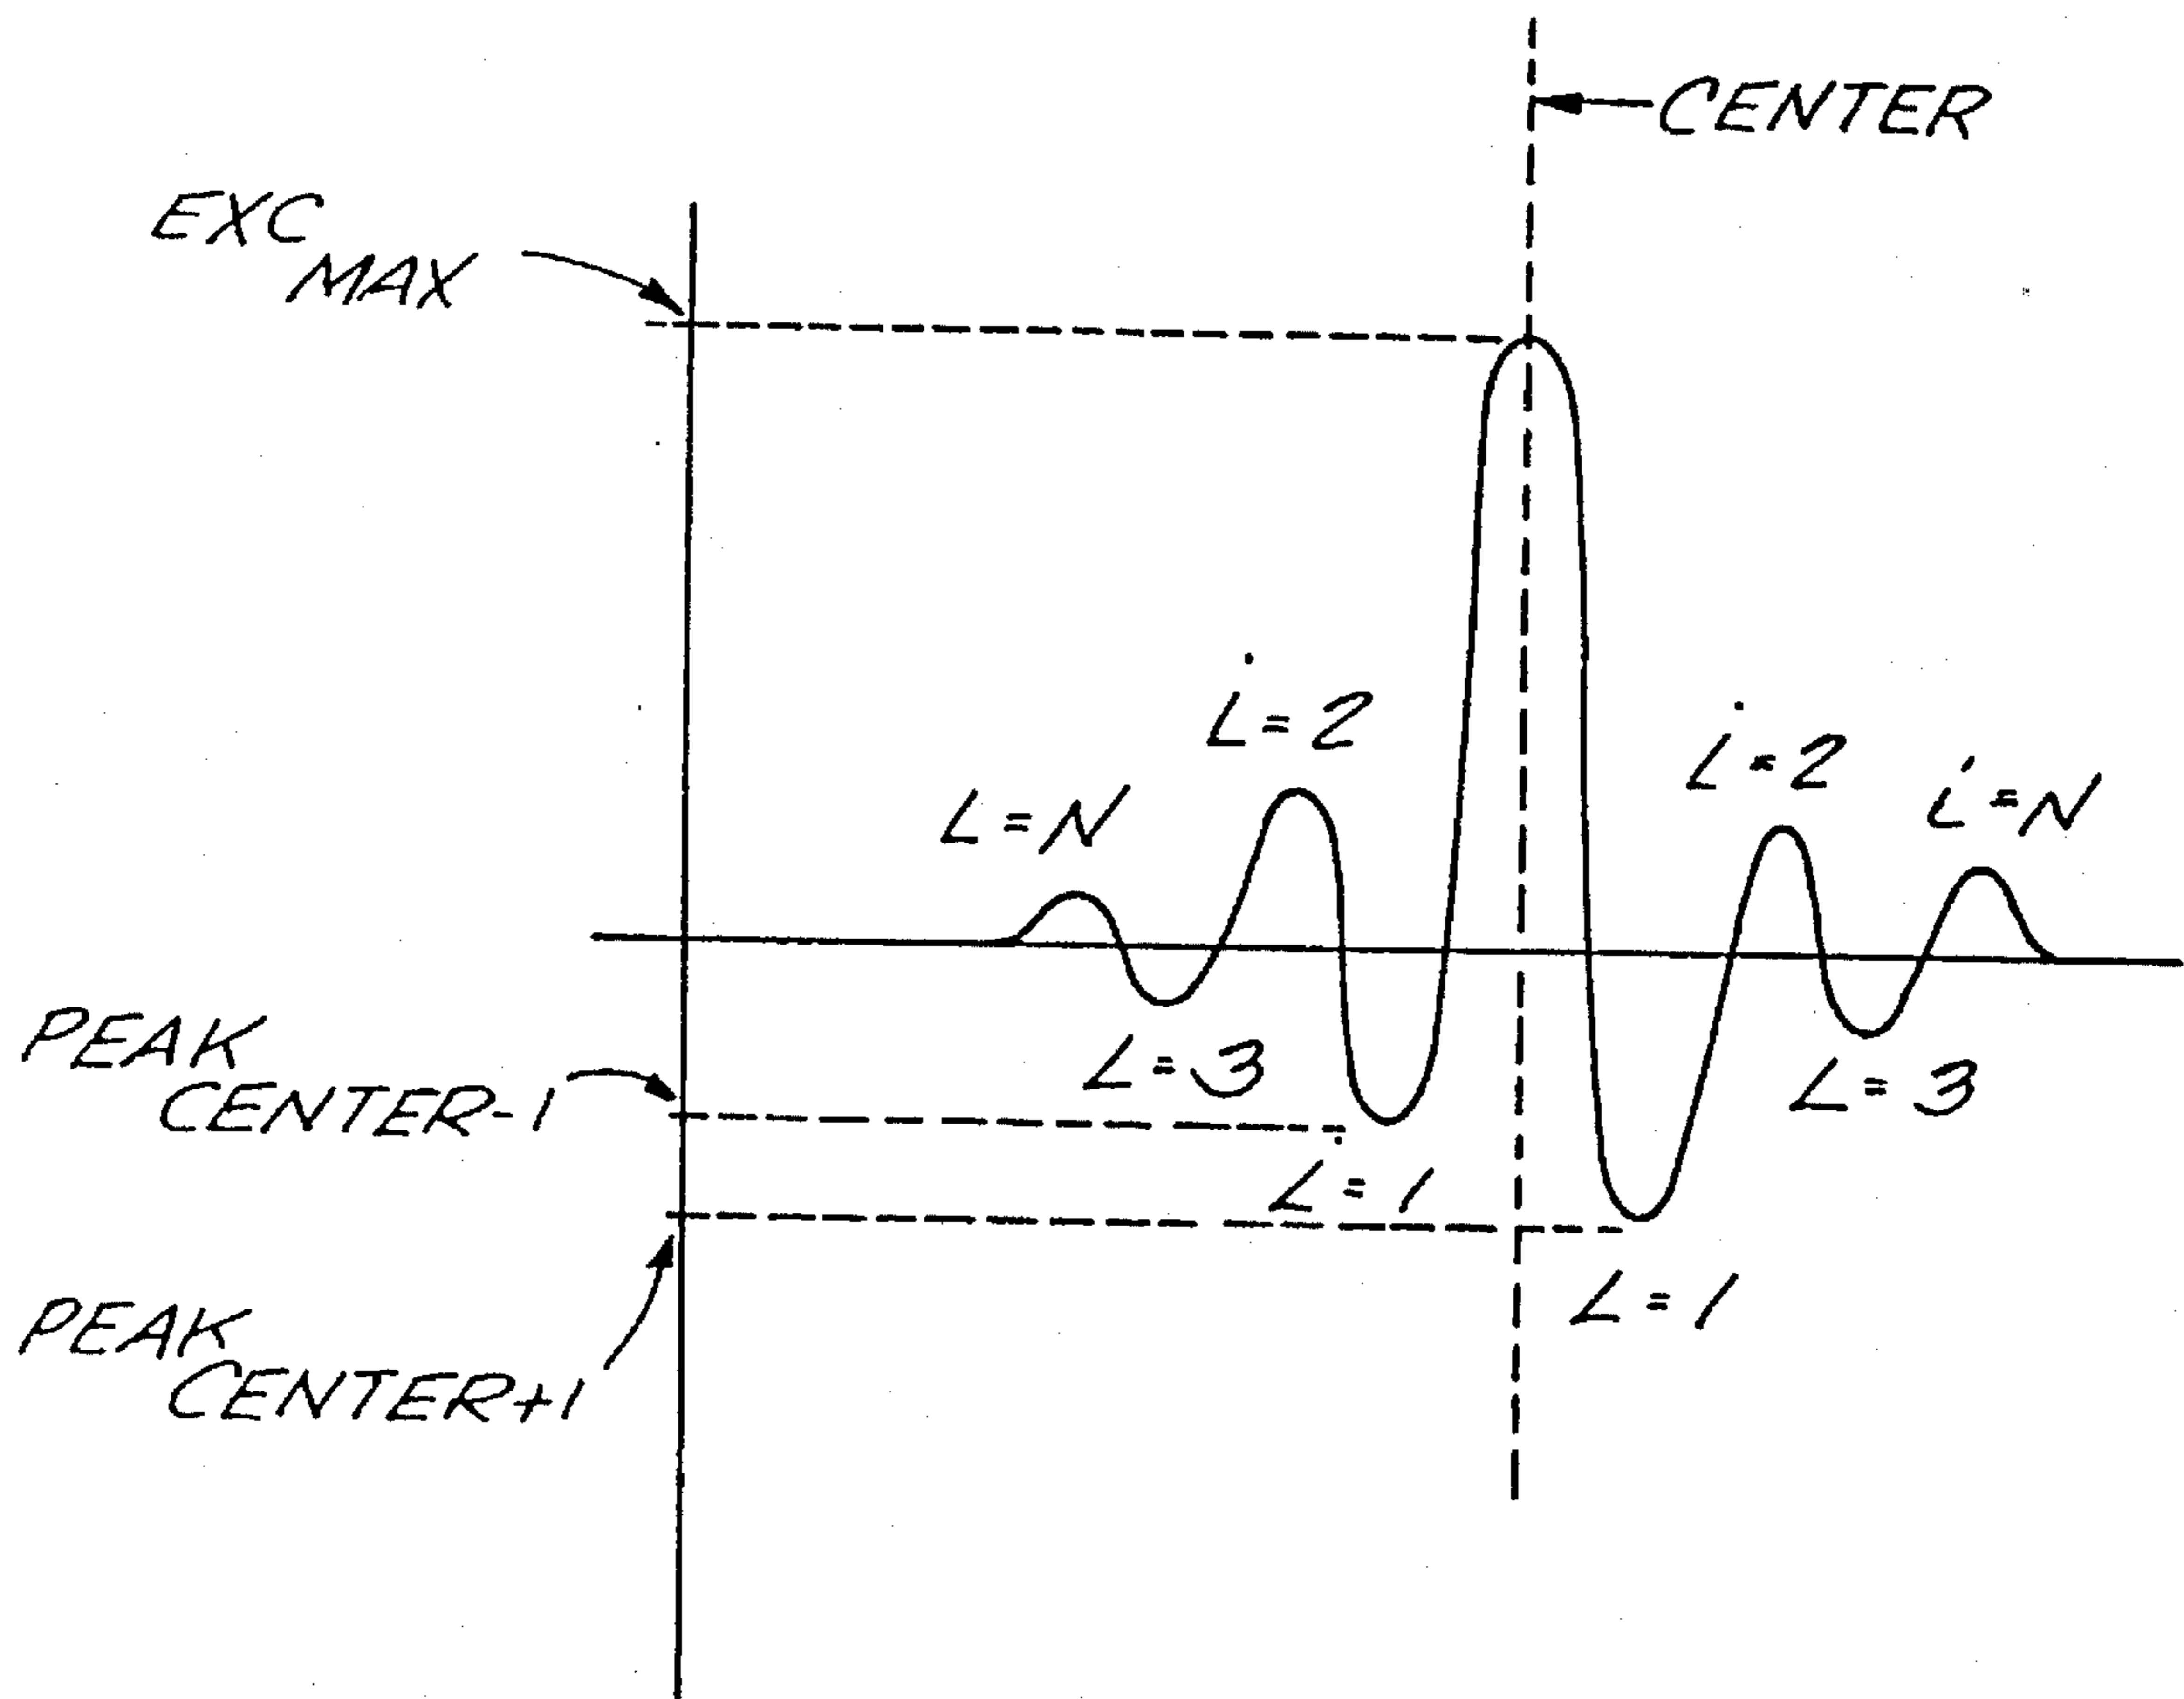 CENTER
EXC
MAX
i=2
i=2
i=N
i=N
PEAK
CENTER-1
i=3
i=3
i=1
PEAK
CENTER+1
i=1